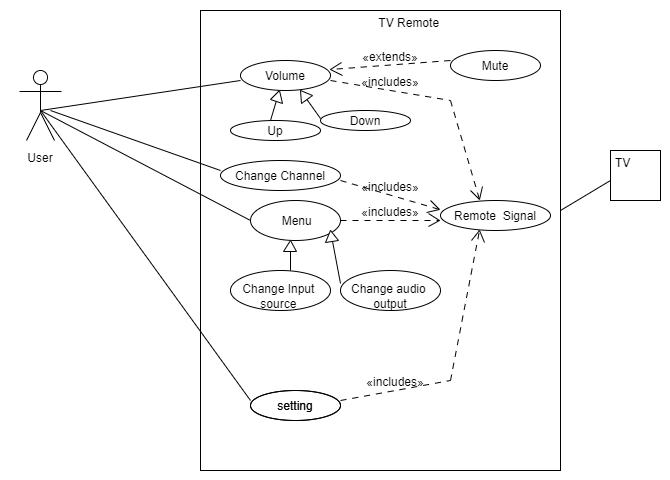 TV Remote
«extends»
Mute
Volume
«includes»
Up
Down
User
TV
Change Channel
«includes»
Menu
«includes»
Remote Signal
Change Input
source
Change audio
output
«includes»
setting